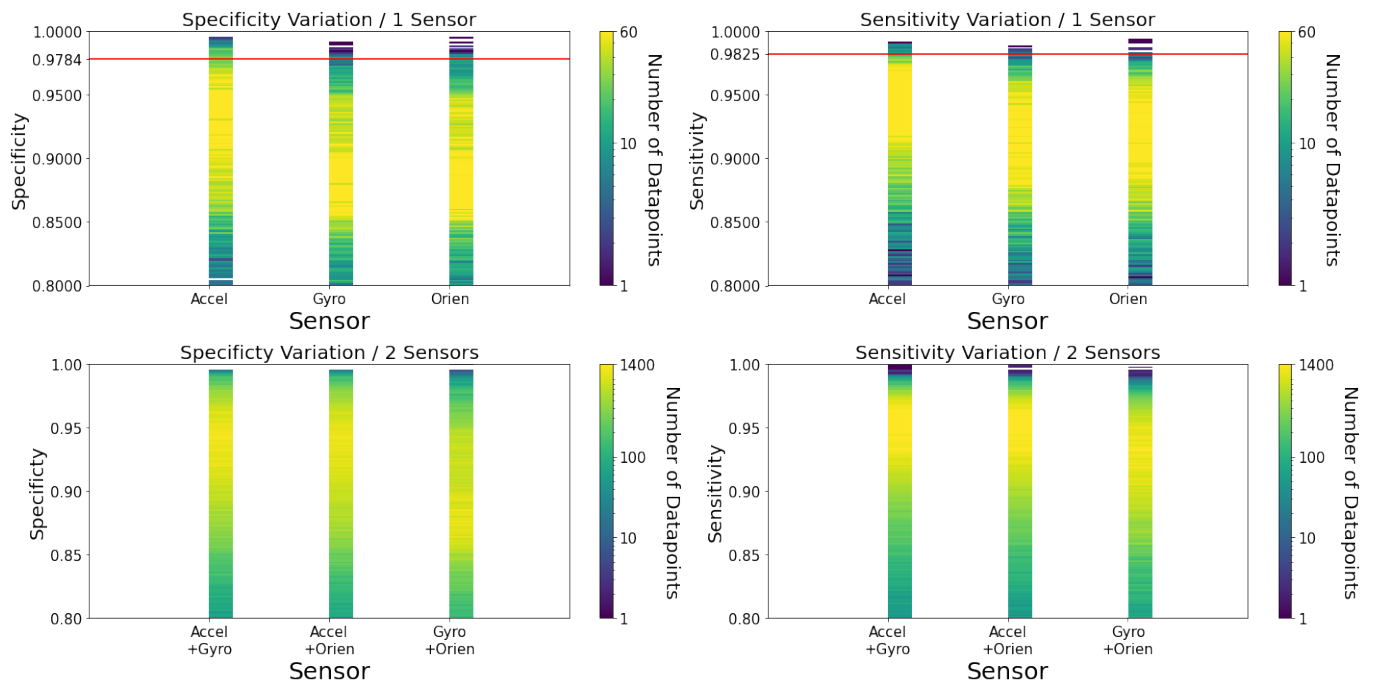 Specificity Variation / 1 Sensor
1.0000
0.9784
0.9500
0.9000
0.8500
0.8000
Specificity
Accel Gyro Orien
Sensor
60
10
1
Number of Datapoints
Sensitivity Variation / 1 Sensor
1.0000
0.9825
0.9500
0.9000
0.8500
0.8000
Sensitivity
Accel Gyro Orien
Sensor
60
10
1
Number of Datapoints
Specificty Variation / 2 Sensors
1.00
0.95
0.90
0.85
0.80
Specificty
Accel Accel Gyro
+Gyro +Orien +Orien
Sensor
1400
100
10
1
Number of Datapoints
Sensitivity Variation / 2 Sensors
1.00
0.95
0.90
0.85
0.80
Sensitivity
Accel Accel Gyro
+Gyro +Orien +Orien
Sensor
1400
100
10
1
Number of Datapoints